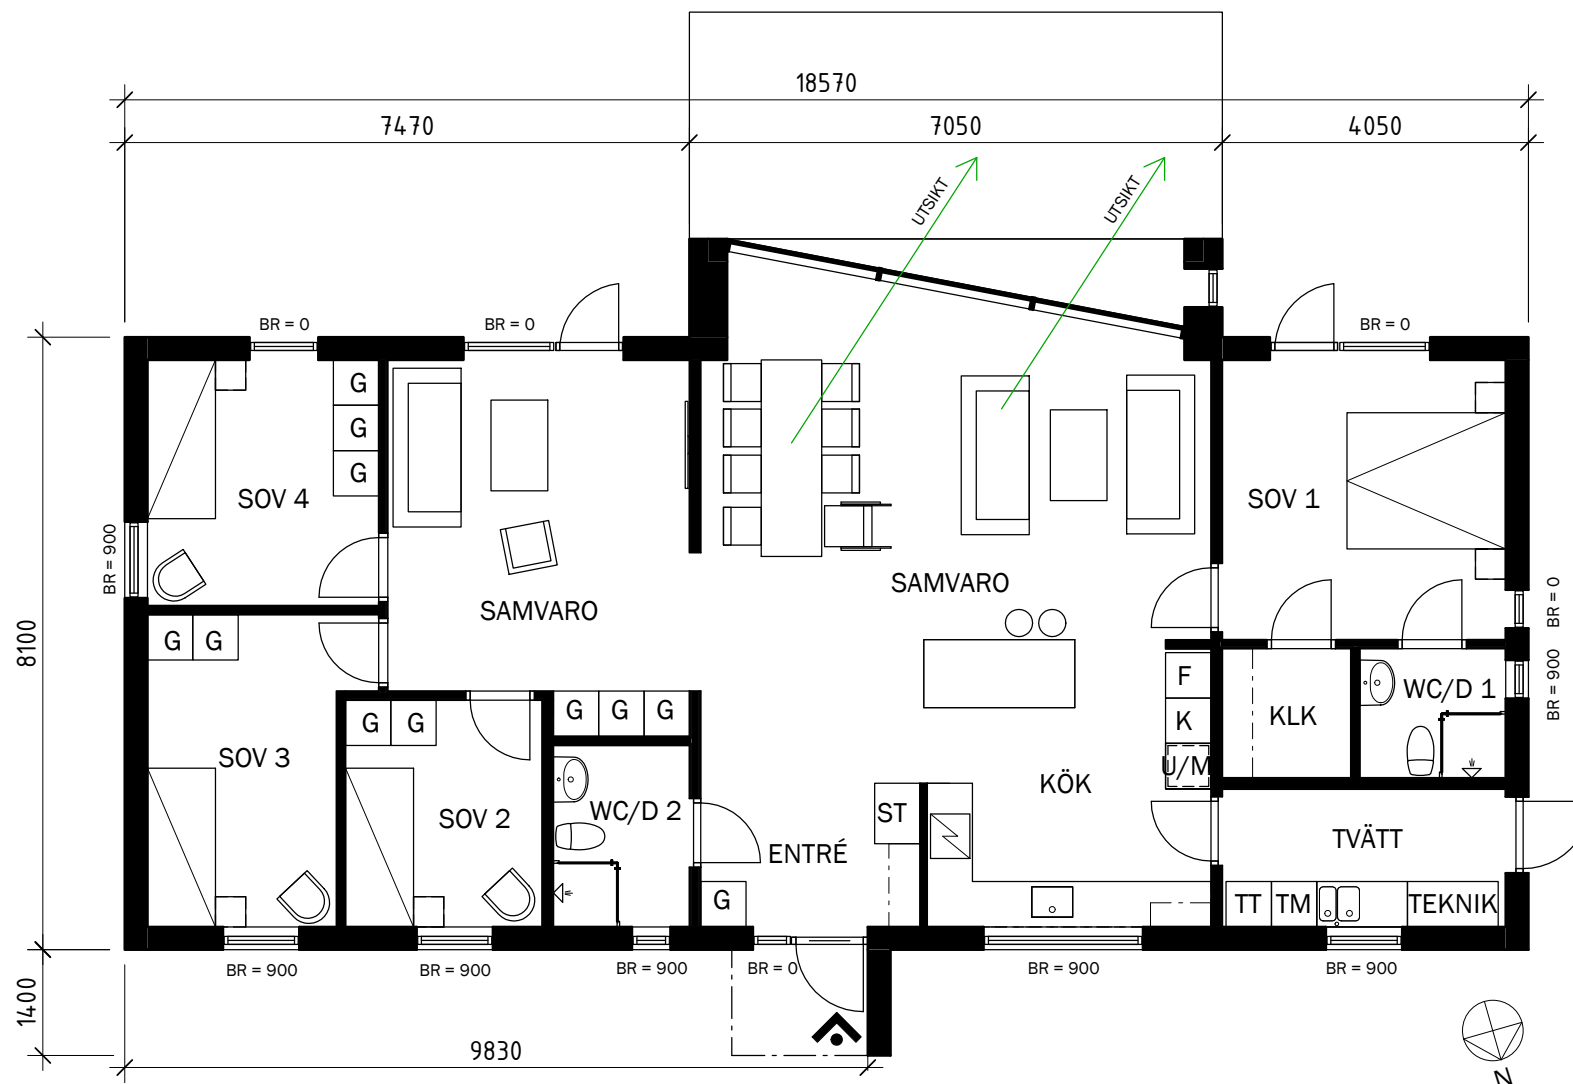 18570
7470
7050
4050
UTSIKT
UTSIKT
BR = 0
BR = 0
BR = 0
G
G
G
SOV 4
SOV 1
BR = 900
SAMVARO
SAMVARO
BR = 0
8100
G
G
F
WC/D 1
BR = 900
G
G
G
G
G
K
KLK
SOV 3
U/M
KÖK
SOV 2
WC/D 2
ST
TVÄTT
ENTRÉ
G
TT
TM
TEKNIK
BR = 900
BR = 900
BR = 900
BR = 0
BR = 900
BR = 900
1400
9830
N